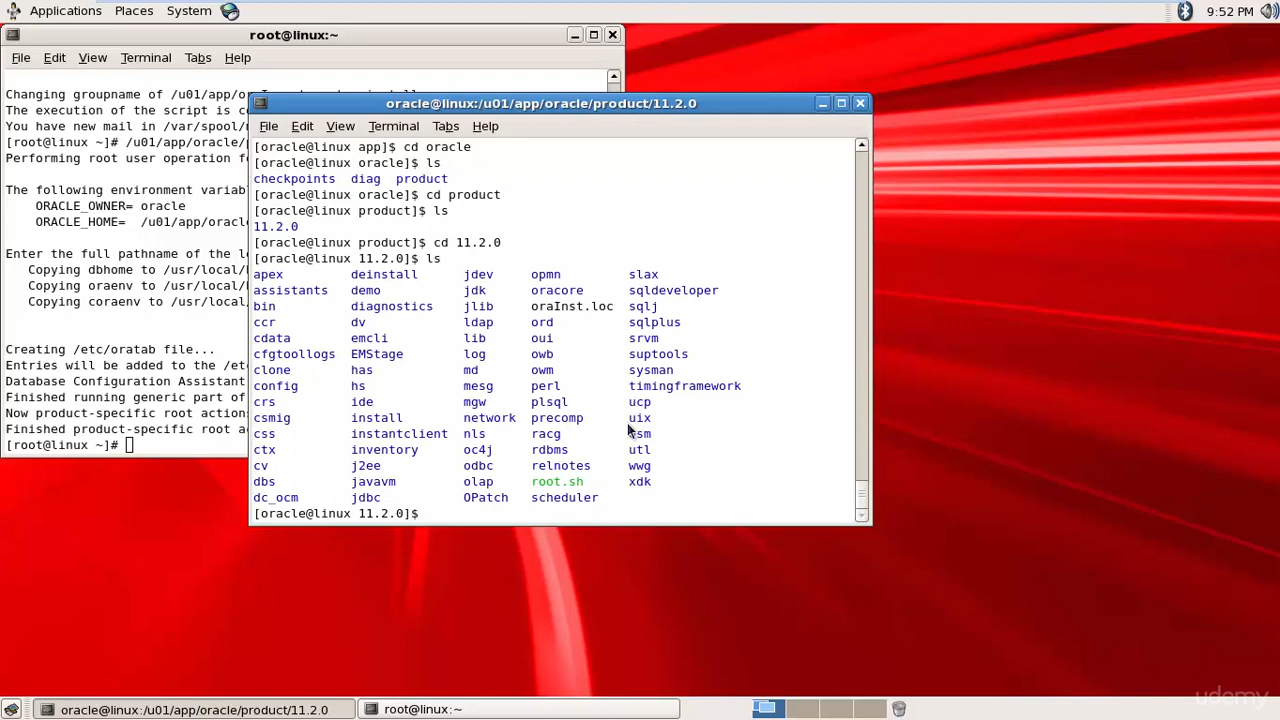 Applications Places System 9:52 PM
root@linux:~
File Edit View Terminal Tabs Help
Changing groupname of /u01/app/
The execution of the script is c
You have new mail in /var/spool/
[root@linux ~]# /u01/app/oracle/
Performing root user operation f
The following environment variab
ORACLE_OWNER= oracle
ORACLE_HOME= /u01/app/orac
Enter the full pathname of the l
Copying dbhome to /usr/local/
Copying oraenv to /usr/local/
Copying coraenv to /usr/local
Creating /etc/oratab file...
Entries will be added to the /et
Database Configuration Assistant
Finished running generic part of
Now product-specific root action
Finished product-specific root a
[root@linux ~]#
oracle@linux:/u01/app/oracle/product/11.2.0
File Edit View Terminal Tabs Help
[oracle@linux app]$ cd oracle
[oracle@linux oracle]$ ls
checkpoints diag product
[oracle@linux oracle]$ cd product
[oracle@linux product]$ ls
11.2.0
[oracle@linux product]$ cd 11.2.0
[oracle@linux 11.2.0]$ ls
apex deinstall jdev opmn slax
assistants demo jdk oracore sqldeveloper
bin diagnostics jlib oraInst.loc sqlj
ccr dv ldap ord sqlplus
cdata emcli lib oui srvm
cfgtoollogs EMStage log owb suptools
clone has md owm sysman
config hs mesg perl timingframework
crs ide mgw plsql ucp
csmig install network precomp uix
css instantclient nls racg
ctx inventory oc4j rdbms utl
cv j2ee odbc relnotes wwg
dbs javavm olap root.sh xdk
dc_ocm jdbc OPatch scheduler
[oracle@linux 11.2.0]$
oracle@linux:/u01/app/oracle/product/11.2.0 root@linux:~
udemy